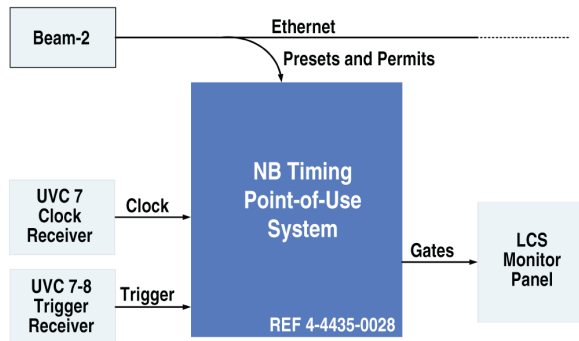 Beam-2
Ethernet
Presets and Permits
NB Timing
Point-of-Use
System
UVC 7
Clock
Receiver
Clock
UVC 7-8
Trigger
Receiver
Trigger
Gates
LCS
Monitor
Panel
REF 4-4435-0028